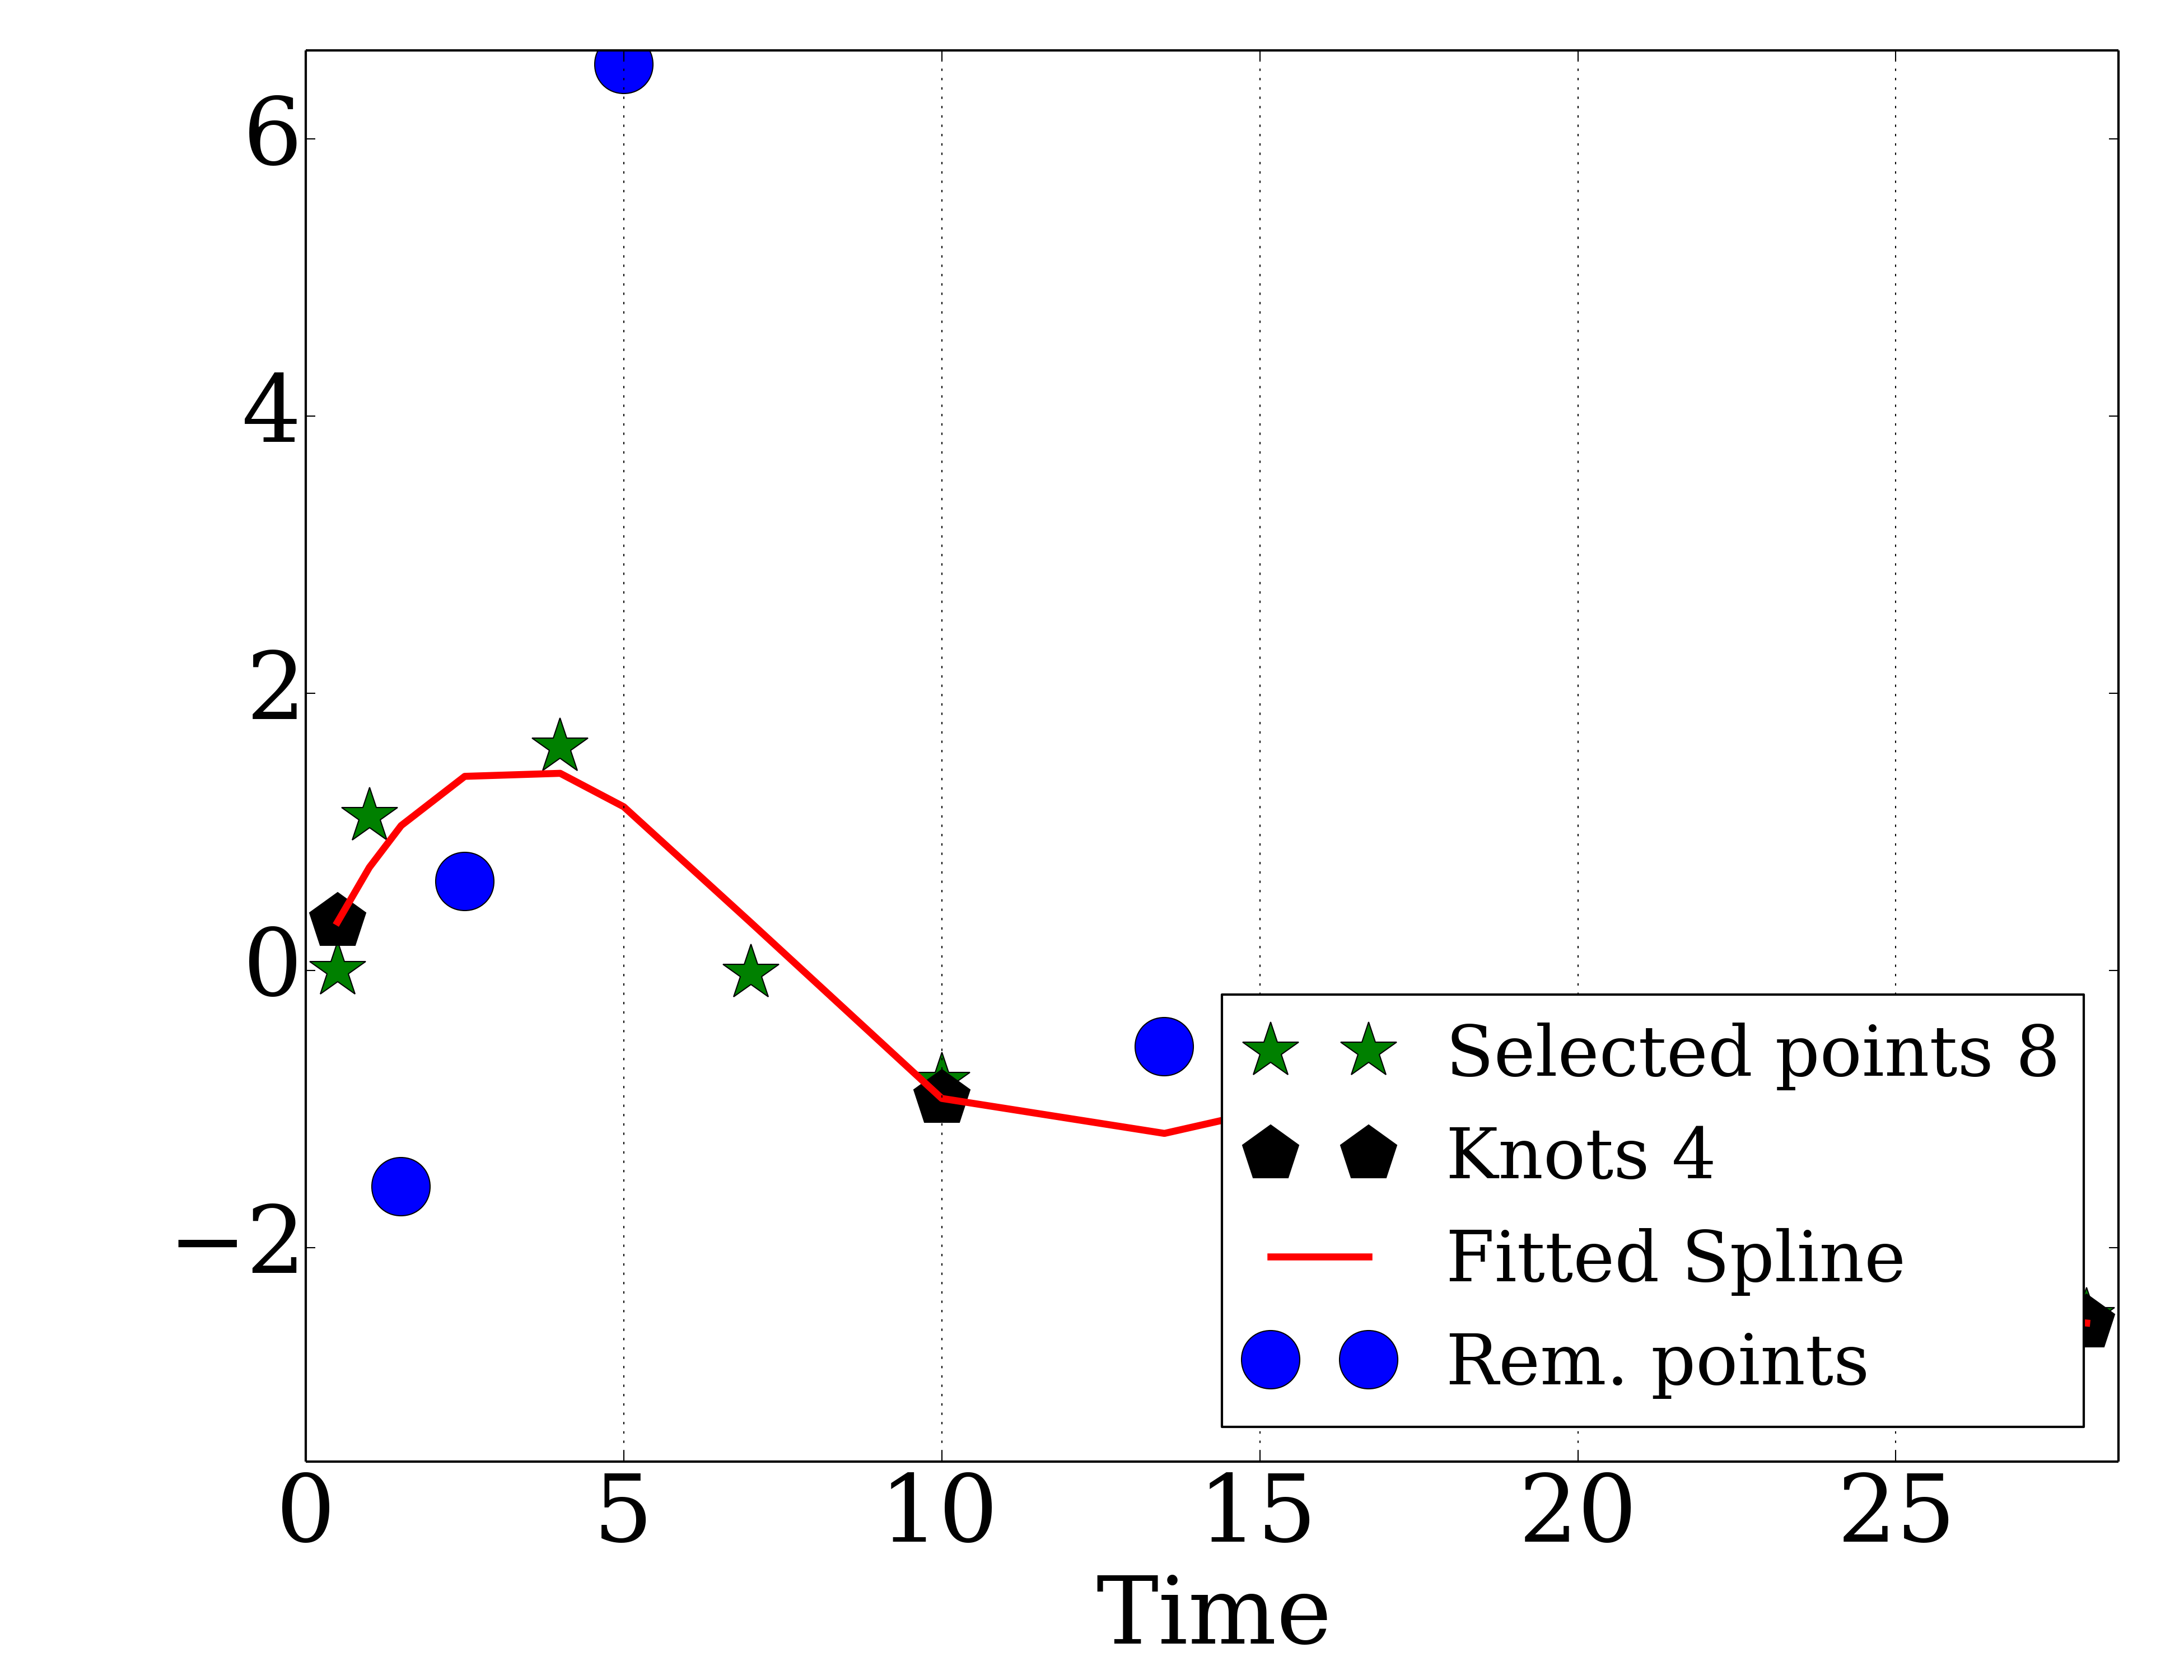 6
4
2
0
−2
Selected points 8
Knots 4
Fitted Spline
Rem. points
0 5 10 15 20 25
Time